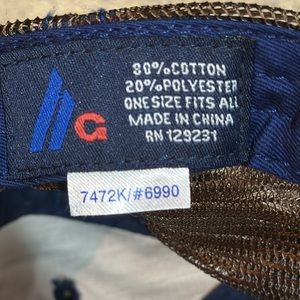 G
80%COTTON
20%POLYESTER
ONE SIZE FITS ALL
MADE IN CHINA
RN 129231
7472K/#6990